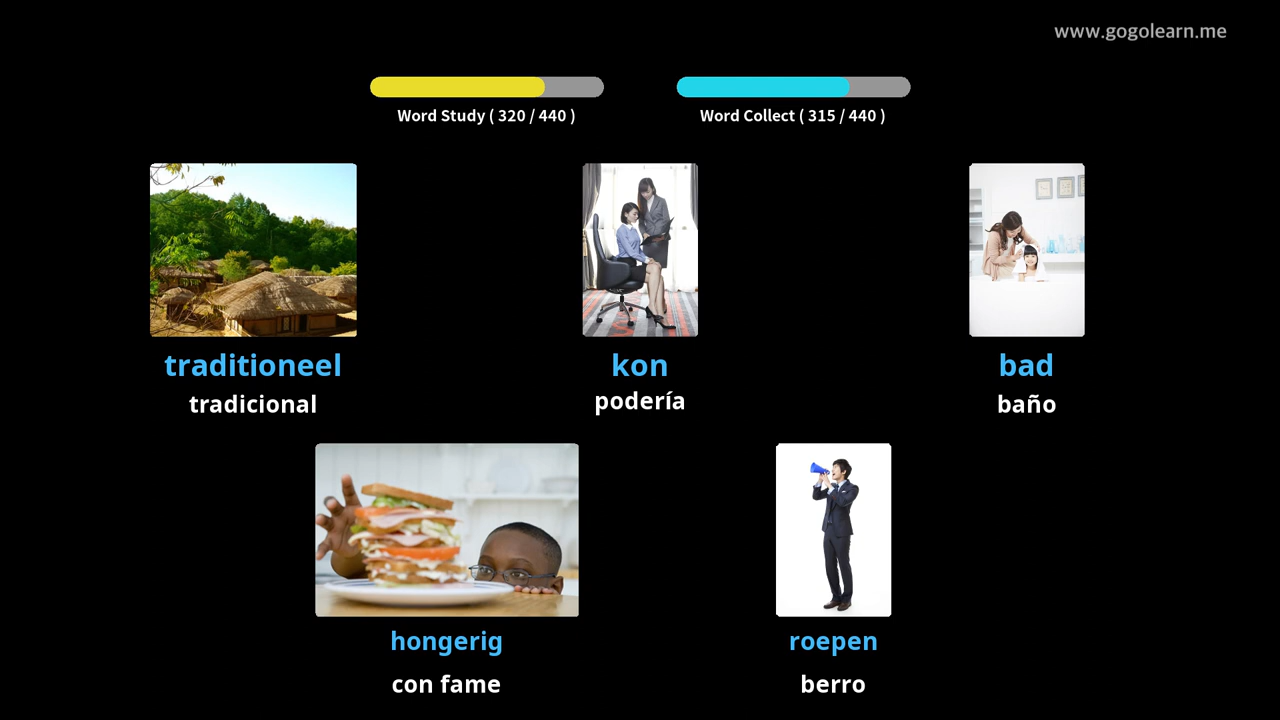 www.gogolearn.me
Word Study ( 320 / 440 )
Word Collect ( 315 / 440 )
traditioneel
tradicional
kon
podería
bad
baño
hongerig
con fame
roepen
berro